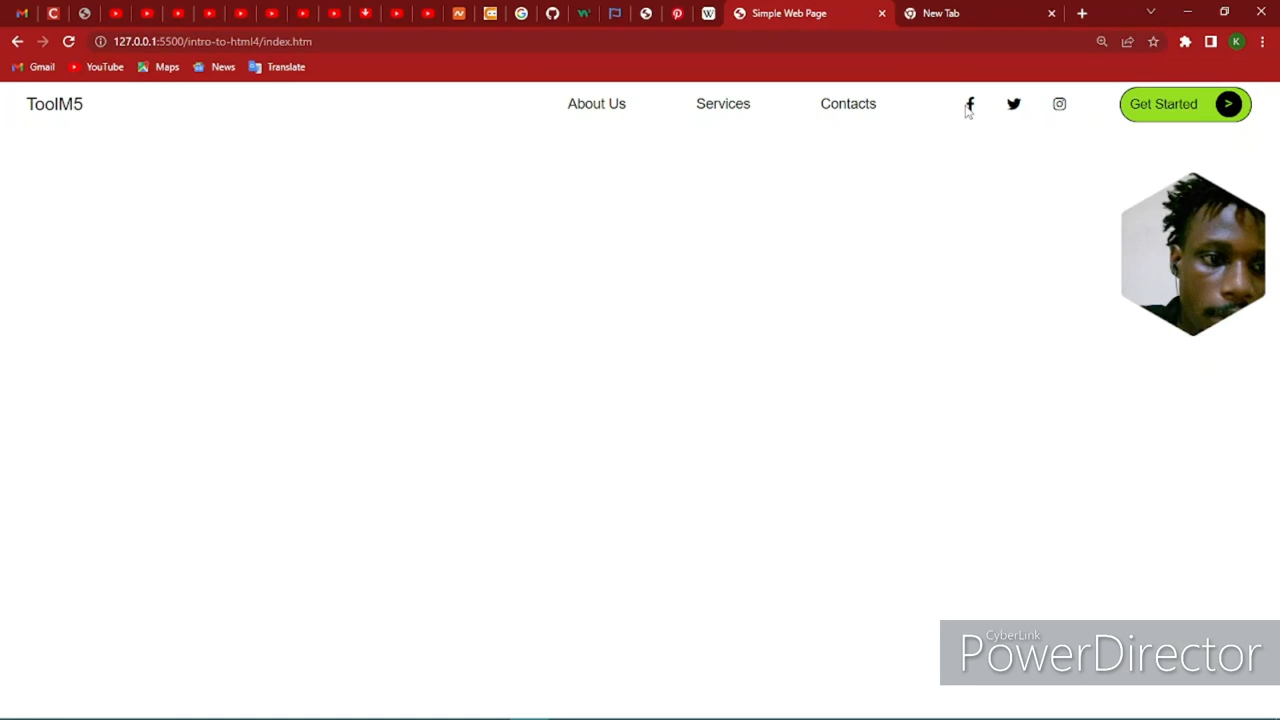 Simple Web Page
New Tab
127.0.0.1:5500/intro-to-html4/index.htm
K
Gmail
YouTube
Maps
News
Translate
ToolM5
About Us
Services
Contacts
Get Started >
CyberLink
PowerDirector